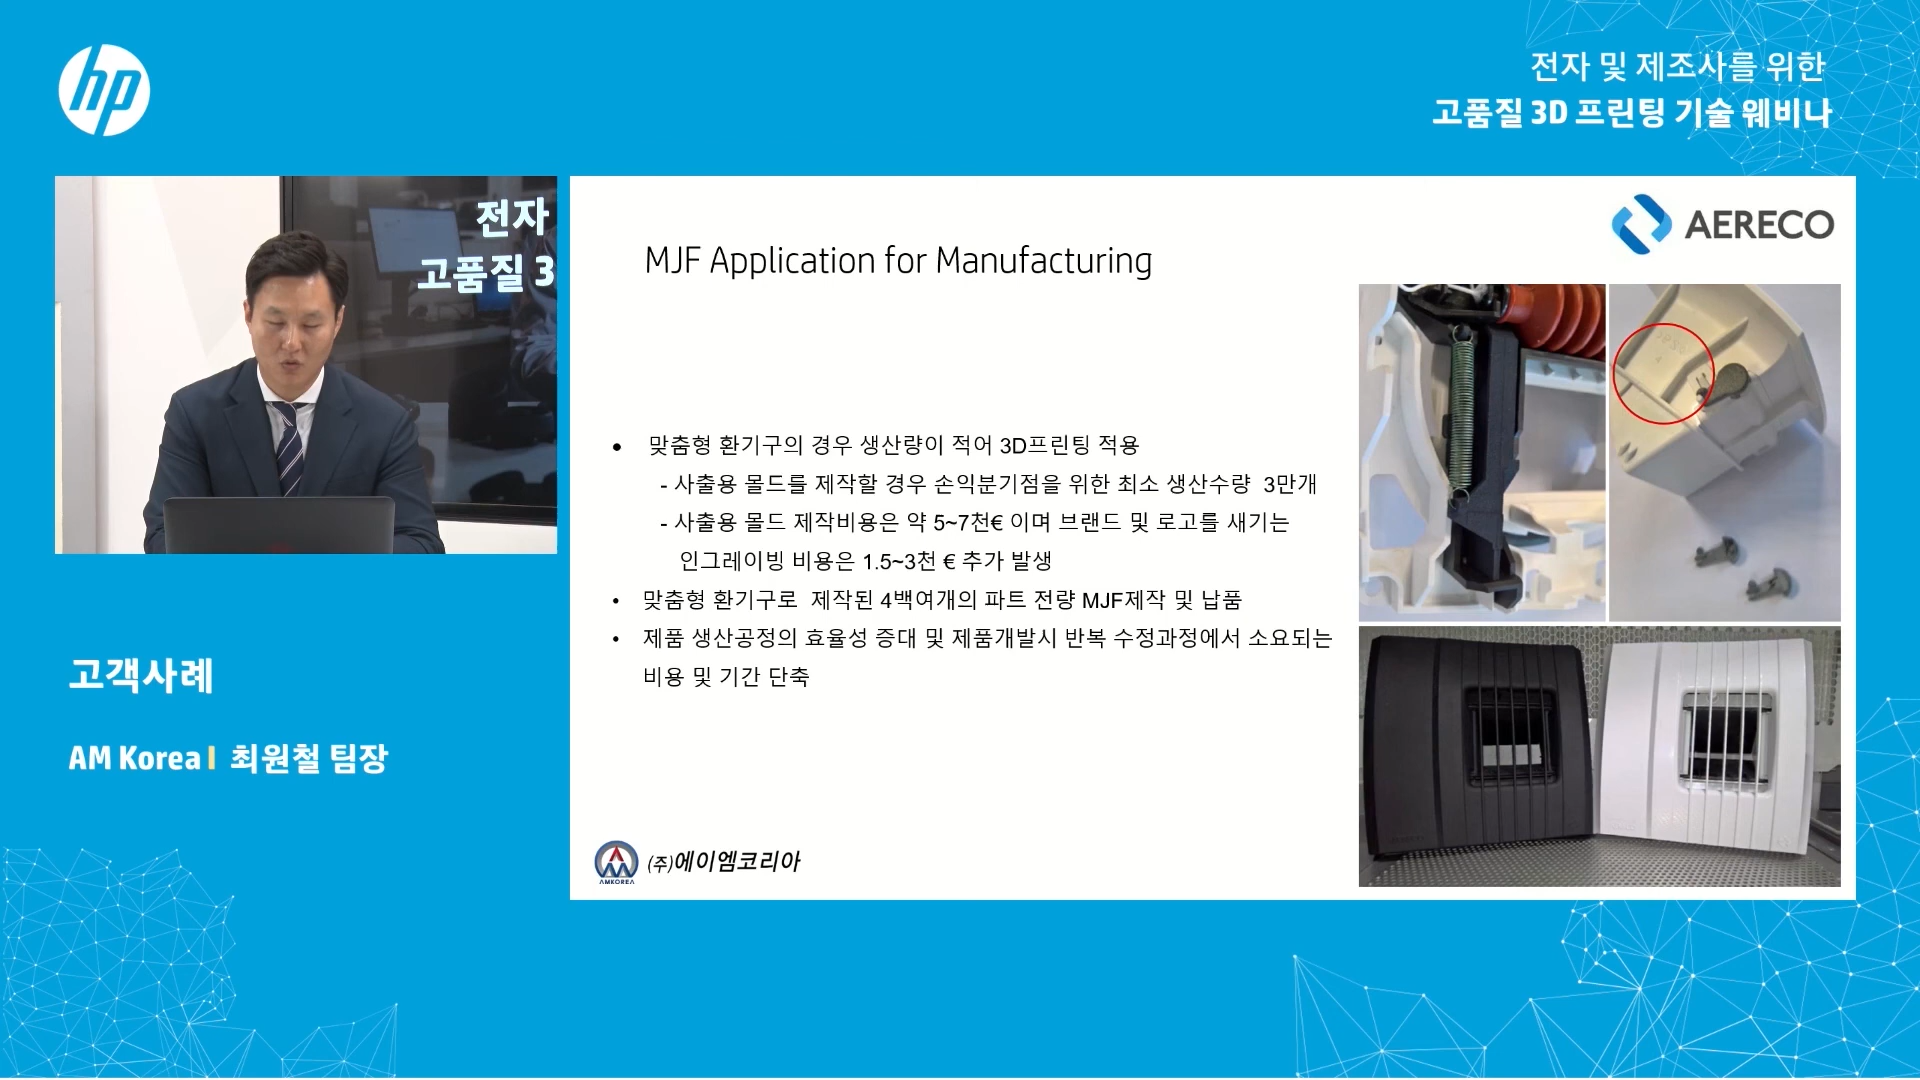 hp
전자 및 제조사를 위한
고품질 3D 프린팅 기술 웨비나
전자
고품질 3
AERECO
MJF Application for Manufacturing
• 맞춤형 환기구의 경우 생산량이 적어 3D프린팅 적용
- 사출용 몰드를 제작할 경우 손익분기점을 위한 최소 생산수량 3만개
- 사출용 몰드 제작비용은 약 5~7천€ 이며 브랜드 및 로고를 새기는
인그레이빙 비용은 1.5~3천 € 추가 발생
• 맞춤형 환기구로 제작된 4백여개의 파트 전량 MJF제작 및 납품
• 제품 생산공정의 효율성 증대 및 제품개발시 반복 수정과정에서 소요되는
비용 및 기간 단축
고객사례
AM Korea I 최원철 팀장
AMKOREA
(주)에이엠코리아